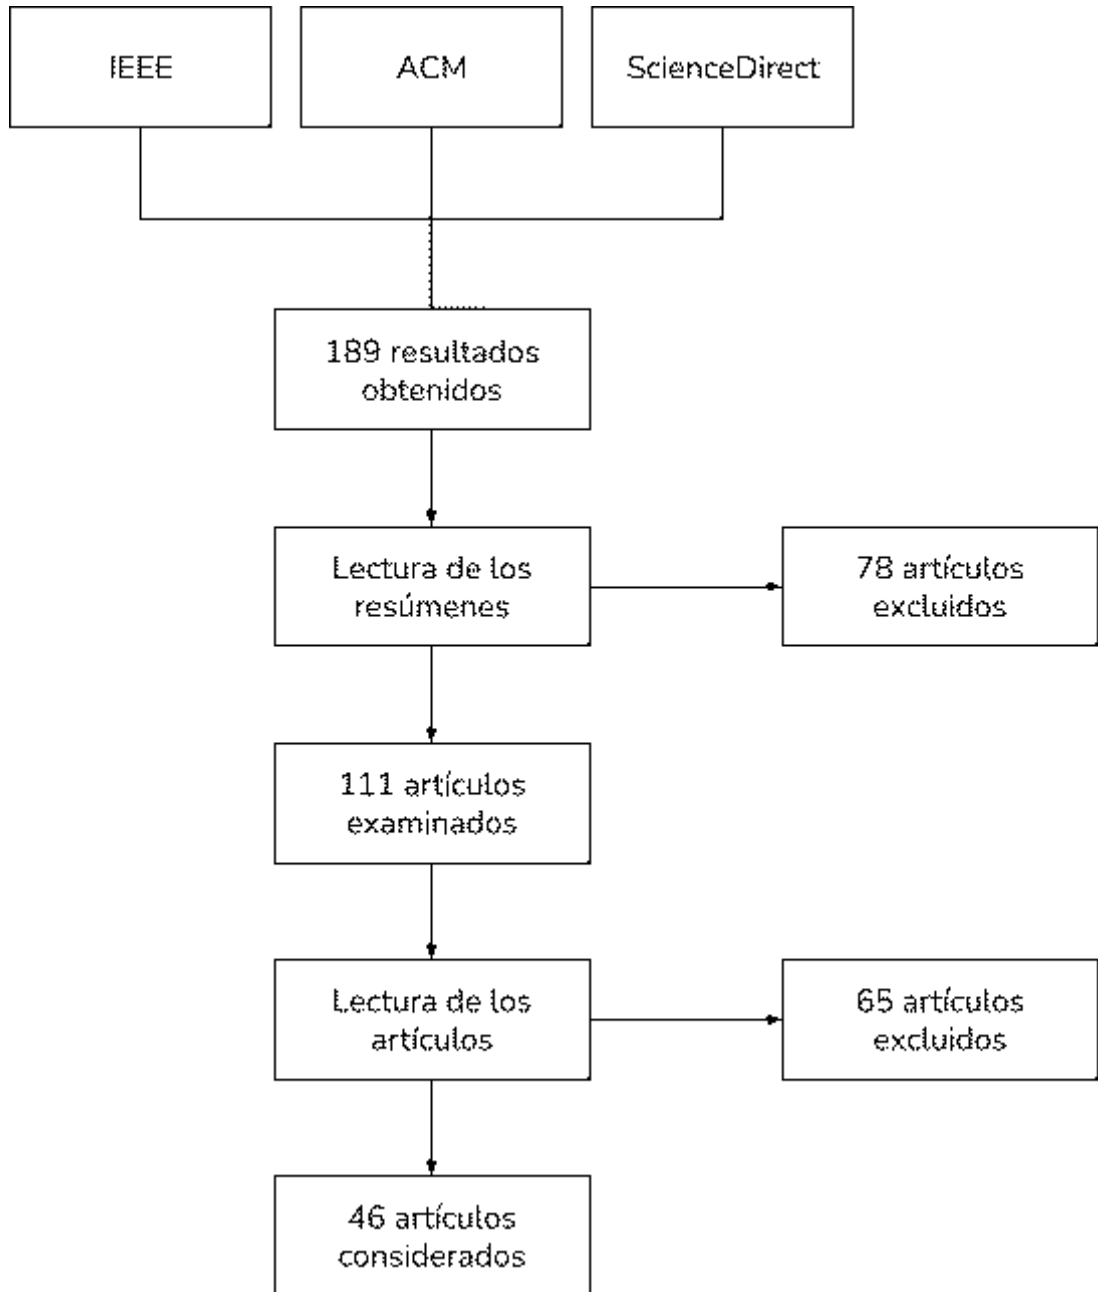 IEEE
ACM
ScienceDirect
189 resultados
obtenidos
Lectura de los
resúmenes
78 artículos
excluidos
111 artículos
examinados
Lectura de los
artículos
65 artículos
excluidos
46 artículos
considerados